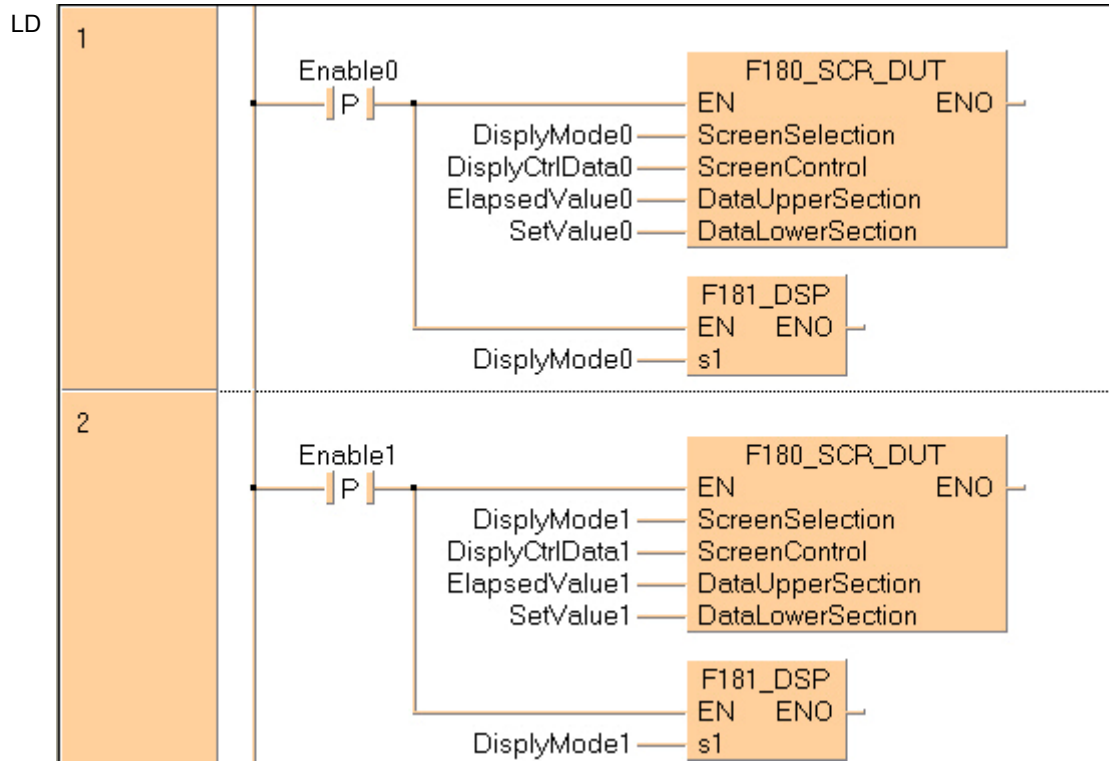 LD
1
Enable0
P
F180_SCR_DUT
EN ENO
DisplyMode0 ScreenSelection
DisplyCtrlData0 ScreenControl
ElapsedValue0 DataUpperSection
SetValue0 DataLowerSection
F181_DSP
EN ENO
DisplyMode0 s1
2
Enable1
P
F180_SCR_DUT
EN ENO
DisplyMode1 ScreenSelection
DisplyCtrlData1 ScreenControl
ElapsedValue1 DataUpperSection
SetValue1 DataLowerSection
F181_DSP
EN ENO
DisplyMode1 s1